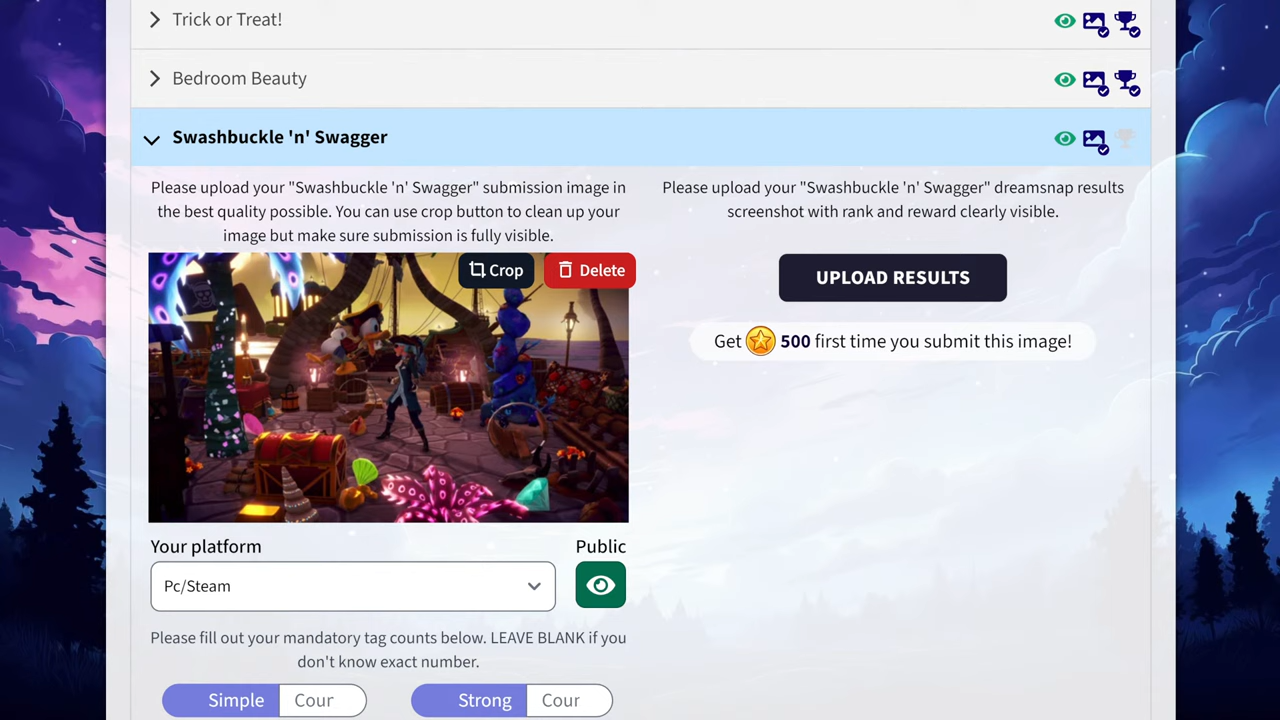 Trick or Treat!
Bedroom Beauty
Swashbuckle 'n' Swagger
Please upload your "Swashbuckle 'n' Swagger" submission image in
the best quality possible. You can use crop button to clean up your
image but make sure submission is fully visible.
Crop
Delete
Your platform
Public
Pc/Steam
Please fill out your mandatory tag counts below. LEAVE BLANK if you
don't know exact number.
Simple
Cour
Strong
Cour
Please upload your "Swashbuckle 'n' Swagger" dreamsnap results
screenshot with rank and reward clearly visible.
UPLOAD RESULTS
Get 500 first time you submit this image!